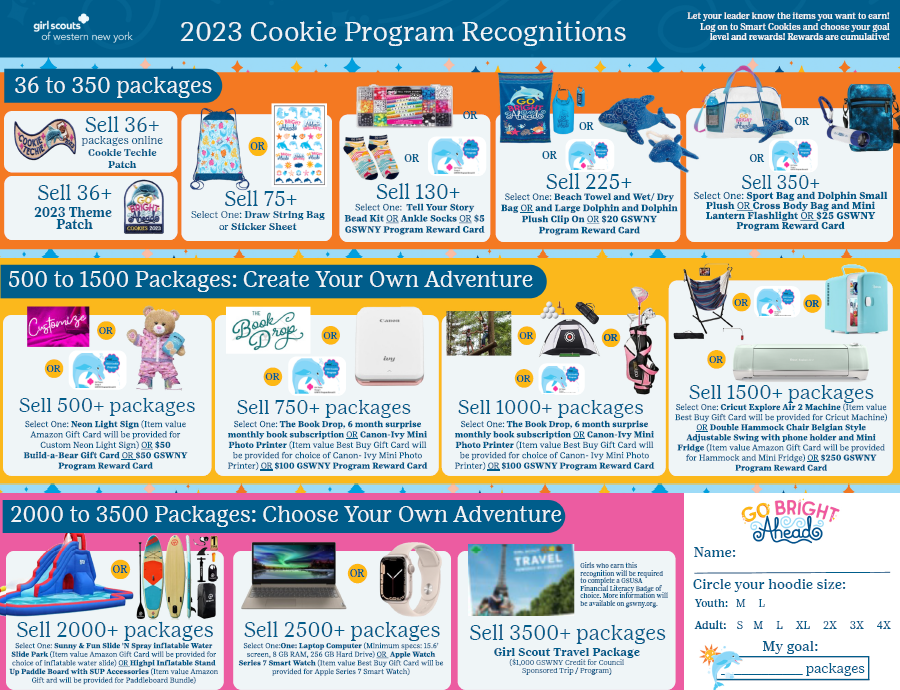 girl scouts
of western new york
2023 Cookie Program Recognitions
Let your leader know the items you want to earn!
Log on to Smart Cookies and choose your goal
level and rewards! Rewards are cumulative!
36 to 350 packages
COOKIE
TECHIE
Sell 36+
packages online
Cookie Techie
Patch
Sell 36+
2023 Theme
Patch
GO
BRIGHT
Ahead
COOKIES 2023
OR
Sell 75+
Select One: Draw String Bag
or Sticker Sheet
OR
OR
Sell 130+
Select One: Tell Your Story
Bead Kit OR Ankle Socks OR $5
GSWNY Program Reward Card
GO
BRIGHT
Ahead
OR
OR
Sell 225+
Select One: Beach Towel and Wet/ Dry
Bag OR and Large Dolphin and Dolphin
Plush Clip On OR $20 GSWNY
Program Reward Card
OR
OR
Sell 350+
Select One: Sport Bag and Dolphin Small
Plush OR Cross Body Bag and Mini
Lantern Flashlight OR $25 GSWNY
Program Reward Card
500 to 1500 Packages: Create Your Own Adventure
Customize
OR
OR
Sell 500+ packages
Select One: Neon Light Sign (Item value
Amazon Gift Card will be provided for
Custom Neon Light Sign) OR $50
Build-a-Bear Gift Card OR $50 GSWNY
Program Reward Card
THE
Book
Drop
OR
Canon
ivy
OR
Sell 750+ packages
Select One: The Book Drop, 6 month surprise
monthly book subscription OR Canon-Ivy Mini
Photo Printer (Item value Best Buy Gift Card will
be provided for choice of Canon- Ivy Mini Photo
Printer) OR $100 GSWNY Program Reward Card
OR
OR
OR
Sell 1000+ packages
Select One: The Book Drop, 6 month surprise
monthly book subscription OR Canon-Ivy Mini
Photo Printer (Item value Best Buy Gift Card will
be provided for choice of Canon- Ivy Mini Photo
Printer) OR $100 GSWNY Program Reward Card
OR
OR
OR
Sell 1500+ packages
Select One: Cricut Explore Air 2 Machine (Item value
Best Buy Gift Card will be provided for Cricut Machine)
OR Double Hammock Chair Belgian Style
Adjustable Swing with phone holder and Mini
Fridge (Item value Amazon Gift Card will be provided
for Hammock and Mini Fridge) OR $250 GSWNY
Program Reward Card
2000 to 3500 Packages: Choose Your Own Adventure
OR
Sell 2000+ packages
Select One: Sunny & Fun Slide 'N Spray Inflatable Water
Slide Park (Item value Amazon Gift Card will be provided for
choice of inflatable water slide) OR Highpi Inflatable Stand
Up Paddle Board with SUP Accessories (Item value Amazon
Gift card will be provided for Paddleboard Bundle)
OR
Sell 2500+ packages
Select One:One: Laptop Computer (Minimum specs: 15.6'
screen, 8 GB RAM, 256 GB Hard Drive) OR Apple Watch
Series 7 Smart Watch (Item value Best Buy Gift Card will be
provided for Apple Series 7 Smart Watch)
GIRL SCOUT
TRAVEL
Girls who earn this
recognition will be required
to complete a GSUSA
Financial Literacy Badge of
choice. More information will
be available on gswny.org.
Sell 3500+ packages
Girl Scout Travel Package
($1,000 GSWNY Credit for Council
Sponsored Trip / Program)
GO BRIGHT
Ahead
Name:
Circle your hoodie size:
Youth: M L
Adult: S M L XL 2X 3X 4X
My goal:
packages